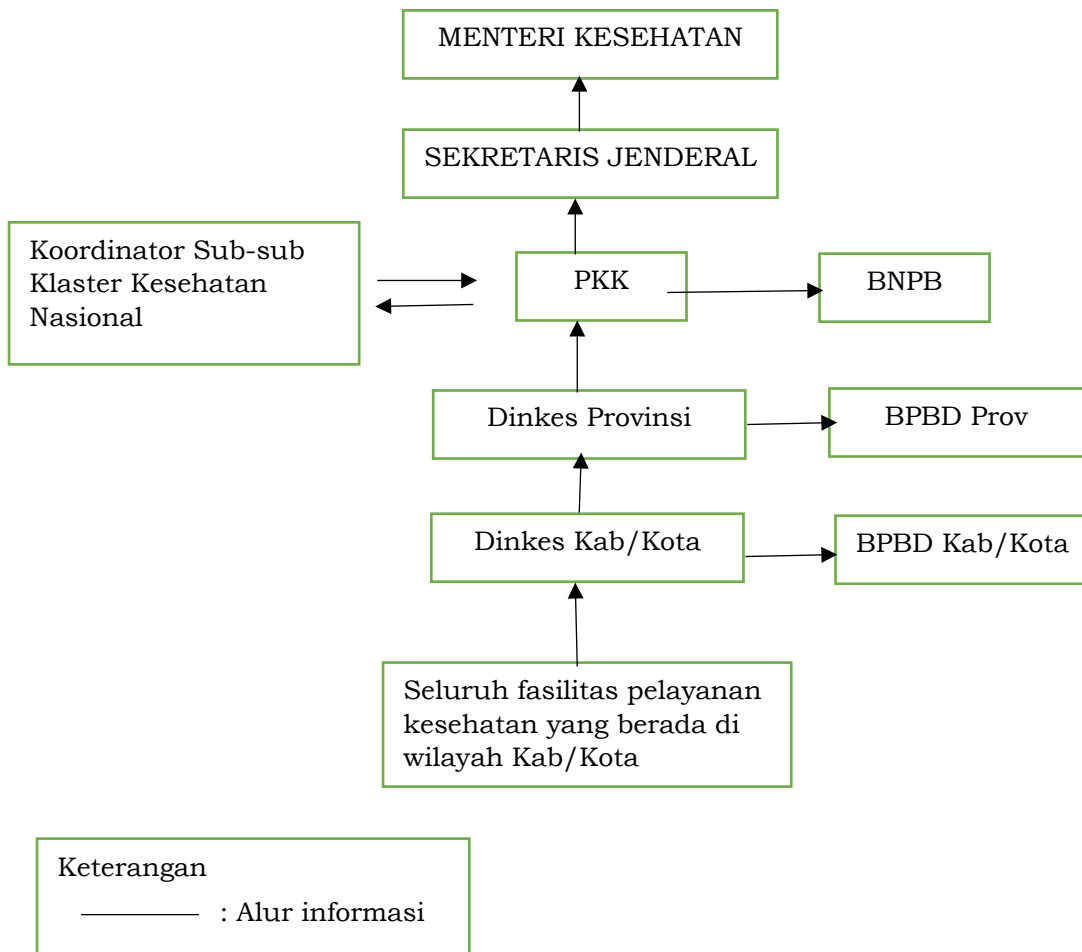 MENTERI KESEHATAN
SEKRETARIS JENDERAL
Koordinator Sub-sub
Klaster Kesehatan
Nasional
PKK
BNPB
Dinkes Provinsi
BPBD Prov
Dinkes Kab/Kota
BPBD Kab/Kota
Seluruh fasilitas pelayanan
kesehatan yang berada di
wilayah Kab/Kota
Keterangan
: Alur informasi